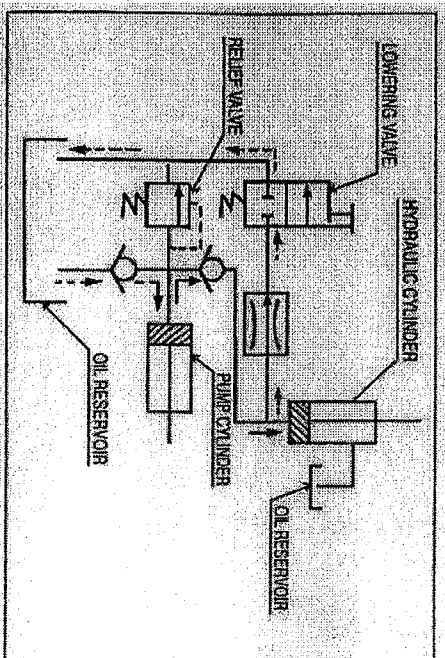 LOWERING VALVE
HYDRAULIC CYLINDER
RELIEF VALVE
OIL RESERVOIR
PUMP CYLINDER
OIL RESERVOIR